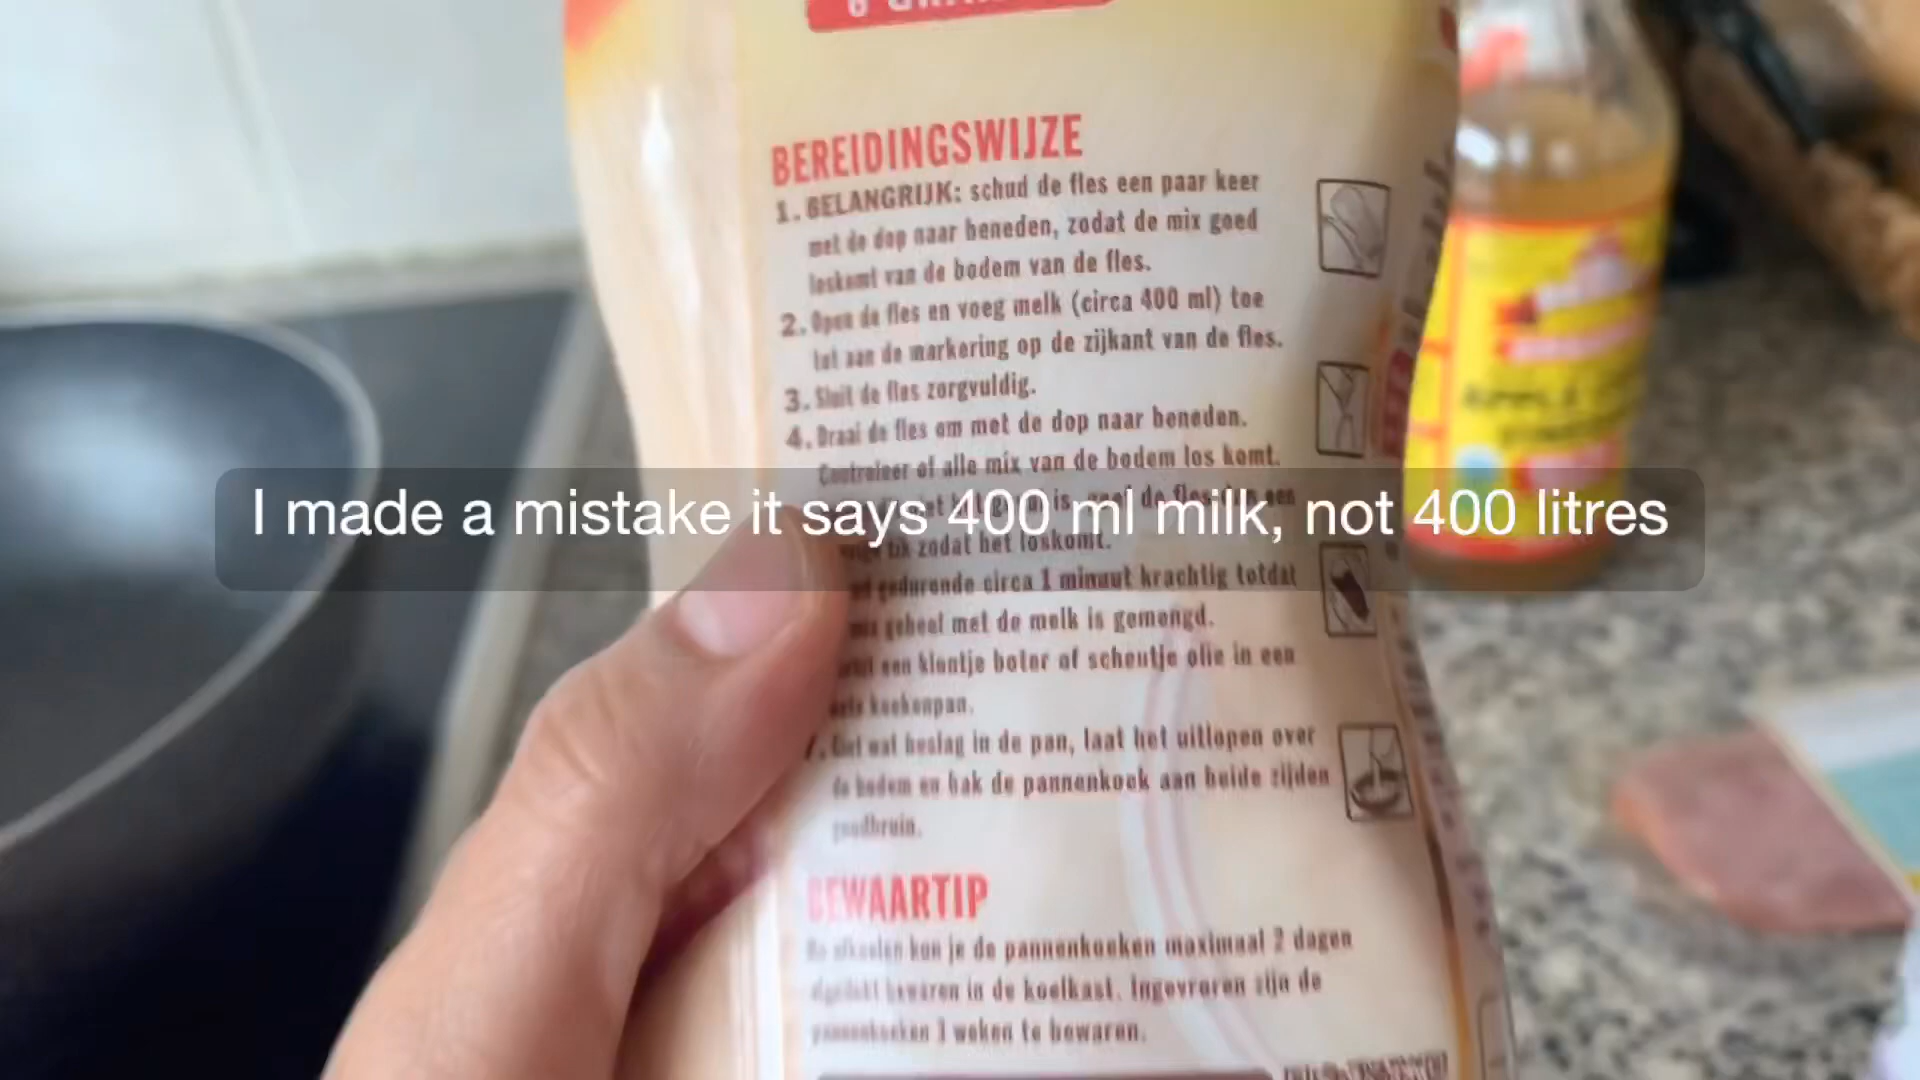 BEREIDINGSWIJZE
1. BELANGRIJK: schud de fles een paar keer
met de dop naar beneden, zodat de mix goed
loskomt van de bodem van de fles.
2. Open de fles en voeg melk (circa 400 ml) toe
tot aan de markering op de zijkant van de fles.
3. Sluit de fles zorgvuldig.
4. Draai de fles om met de dop naar beneden.
Controleer of alle mix van de bodem los komt.
I made a mistake it says 400 ml milk, not 400 litres
tik zodat het loskomt.
gedurende circa 1 minuut krachtig totdat
mix geheel met de melk is gemengd.
een klontje boter of scheutje olie in een
koekenpan.
7. Giet wat beslag in de pan, laat het uitlopen over
de bodem en bak de pannenkoek aan beide zijden
goudbruin.
BEWAARTIP
Na afkoelen kun je de pannenkoeken maximaal 2 dagen
afgedekt bewaren in de koelkast. Ingevroren zijn de
pannenkoeken 3 weken te bewaren.
APPLE